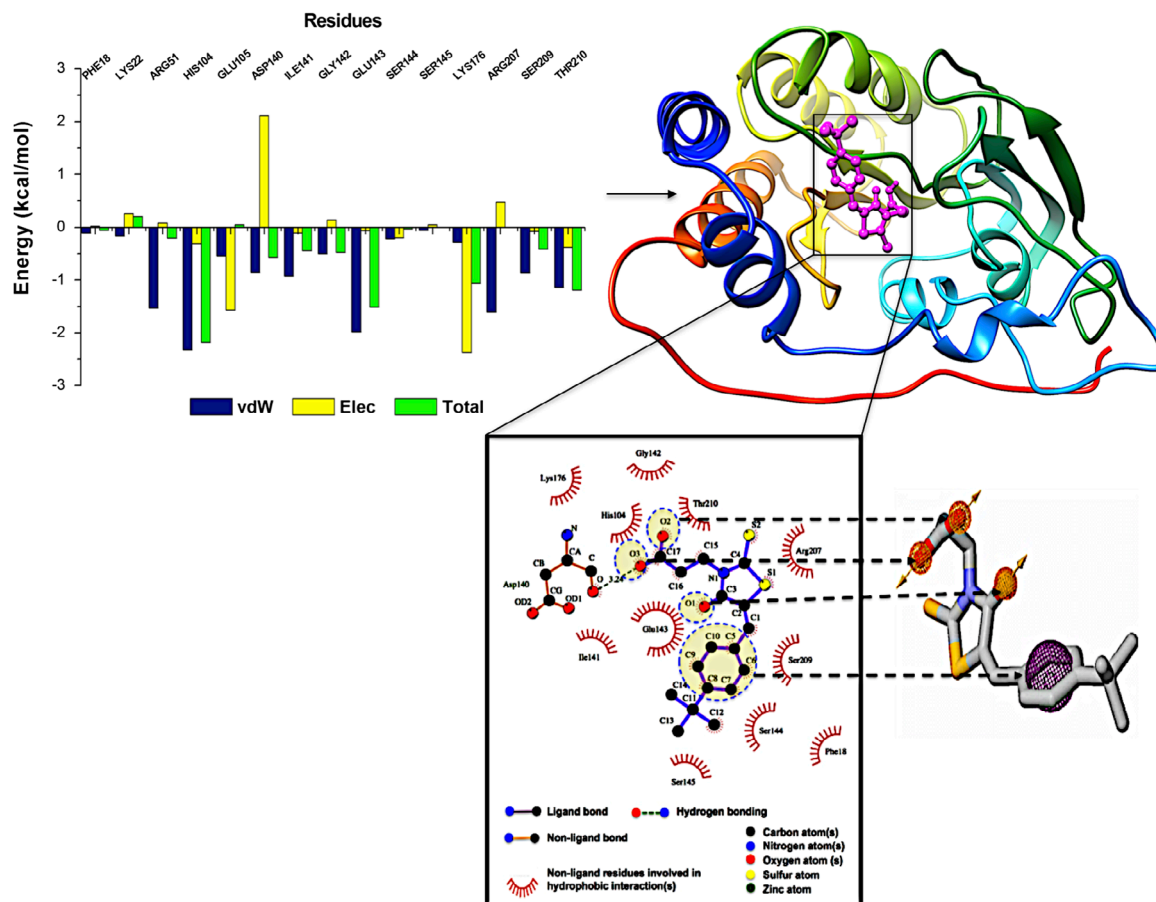 Residues
PHE18
LYS22
ARG51
HIS104
GLU105
ASP140
ILE141
GLY142
GLU143
SER144
SER145
LYS176
ARG207
SER209
THR210
Energy (kcal/mol)
3
2
1
0
-1
-2
-3
vdW
Elec
Total
Gly142
Lys176
Thr210
His104
O2
S2
N
CA
C
CB
O3
C17
C15
C4
Arg207
S1
Asp140
CG
O
3.24
C16
N1
C3
OD2
OD1
O1
C2
C1
Glu143
Ile141
C10
C5
C9
C6
Ser209
C8
C7
C14
C11
C12
C13
Ser144
Phe18
Ser145
Ligand bond
Hydrogen bonding
Non-ligand bond
Carbon atom(s)
Nitrogen atom(s)
Oxygen atom (s)
Sulfur atom
Zinc atom
Non-ligand residues involved in
hydrophobic interaction(s)